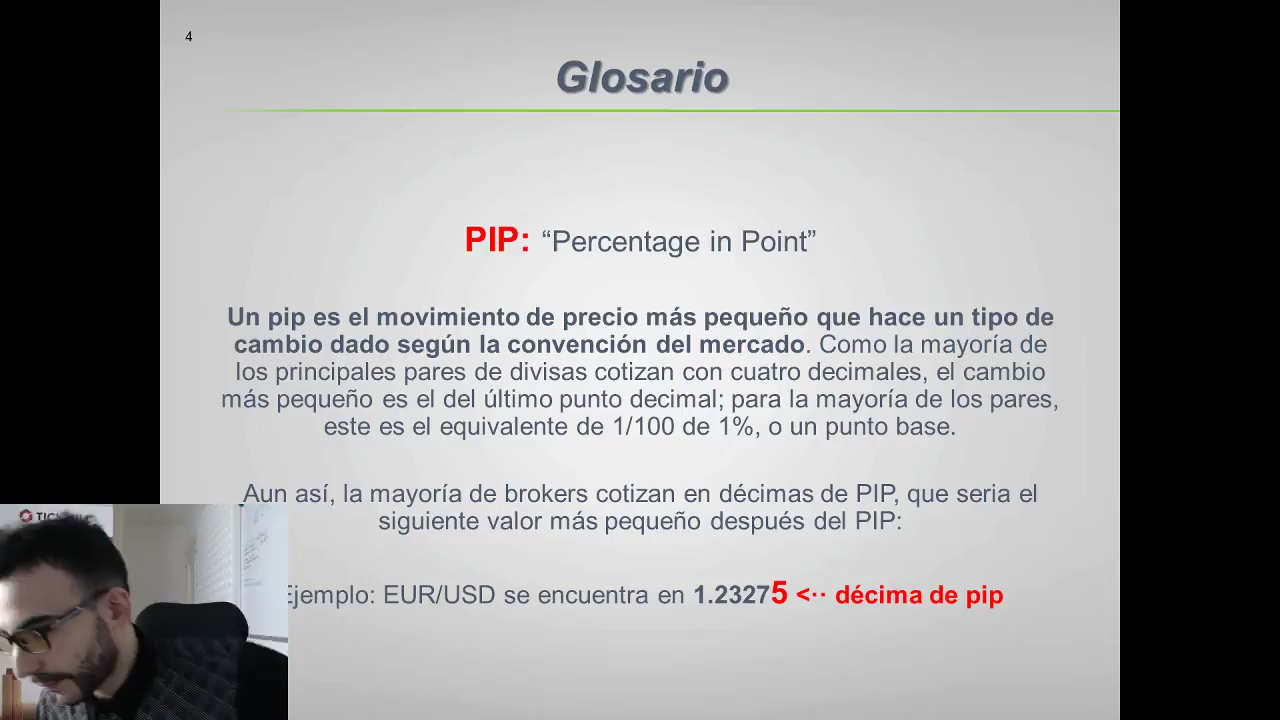 4
Glosario
PIP: “Percentage in Point”
Un pip es el movimiento de precio más pequeño que hace un tipo de
cambio dado según la convención del mercado. Como la mayoría de
los principales pares de divisas cotizan con cuatro decimales, el cambio
más pequeño es el del último punto decimal; para la mayoría de los pares,
este es el equivalente de 1/100 de 1%, o un punto base.
Aun así, la mayoría de brokers cotizan en décimas de PIP, que seria el
siguiente valor más pequeño después del PIP:
Ejemplo: EUR/USD se encuentra en 1.23275 <·· décima de pip